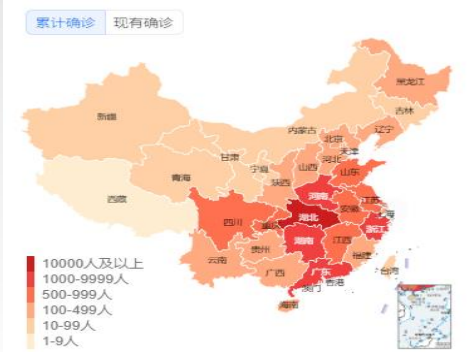 累计确诊 现有确诊
黑龙江
吉林
新疆
内蒙古
北京
辽宁
天津
甘肃
宁夏
山西
河北
青海
陕西
山东
西藏
河南
江苏
四川
重庆
湖北
安徽
上海
浙江
湖南
江西
云南
贵州
福建
广西
广东
台湾
澳门
香港
海南
10000人及以上
1000-9999人
500-999人
100-499人
10-99人
1-9人